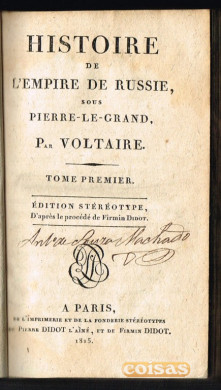 HISTOIRE
DE
L'EMPIRE DE RUSSIE,
SOUS
PIERRE-LE-GRAND.
PAR VOLTAIRE.
TOME PREMIER.
ÉDITION STÉRÉOTYPE,
D'après le procédé de FIRMIN DIDOT.
Souza Machado
A PARIS,
DE L'IMPRIMERIE ET DE LA FONDERIE STÉRÉOTYPES
DE PIERRE DIDOT L'AÎNÉ, ET DE FIRMIN DIDOT.
1815.
coisas